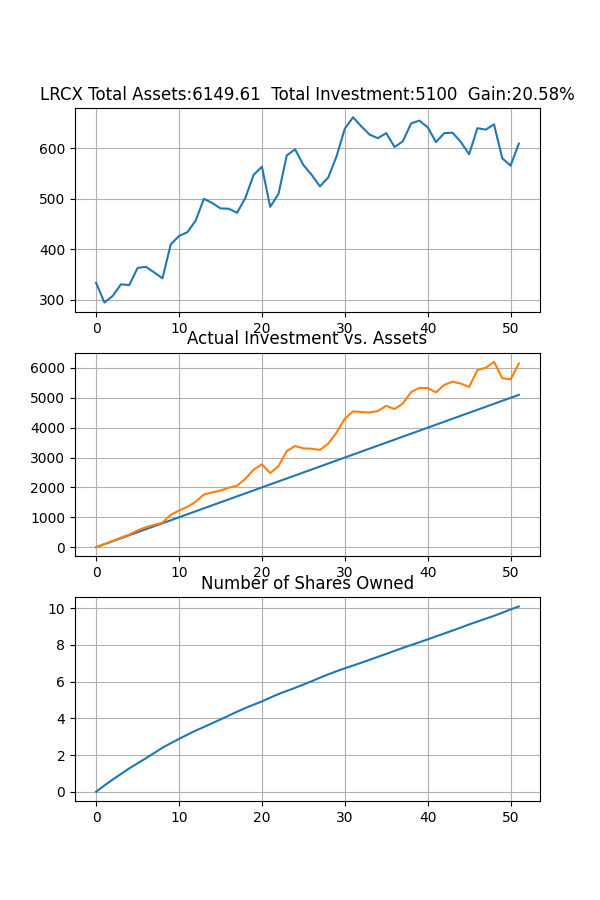 LRCX Total Assets:6149.61  Total Investment:5100  Gain:20.58%
600
500
400
300
0 10 20 30 40 50
Actual Investment vs. Assets
6000
5000
4000
3000
2000
1000
0
0 10 20 30 40 50
Number of Shares Owned
10
8
6
4
2
0
0 10 20 30 40 50